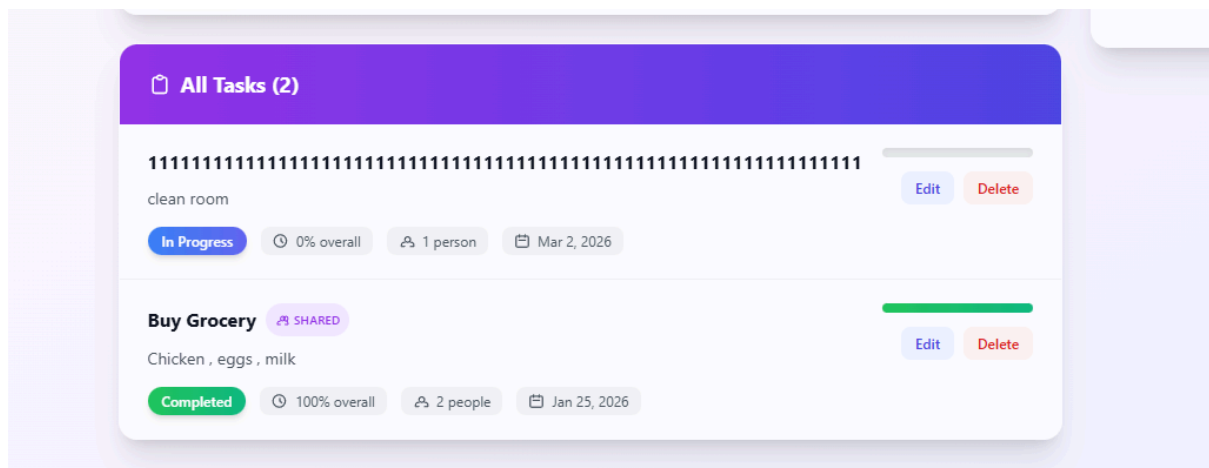 All Tasks (2)
111111111111111111111111111111111111111111111111111111111111111111
clean room
Edit Delete
In Progress 0% overall 1 person Mar 2, 2026
Buy Grocery SHARED
Chicken , eggs , milk
Edit Delete
Completed 100% overall 2 people Jan 25, 2026